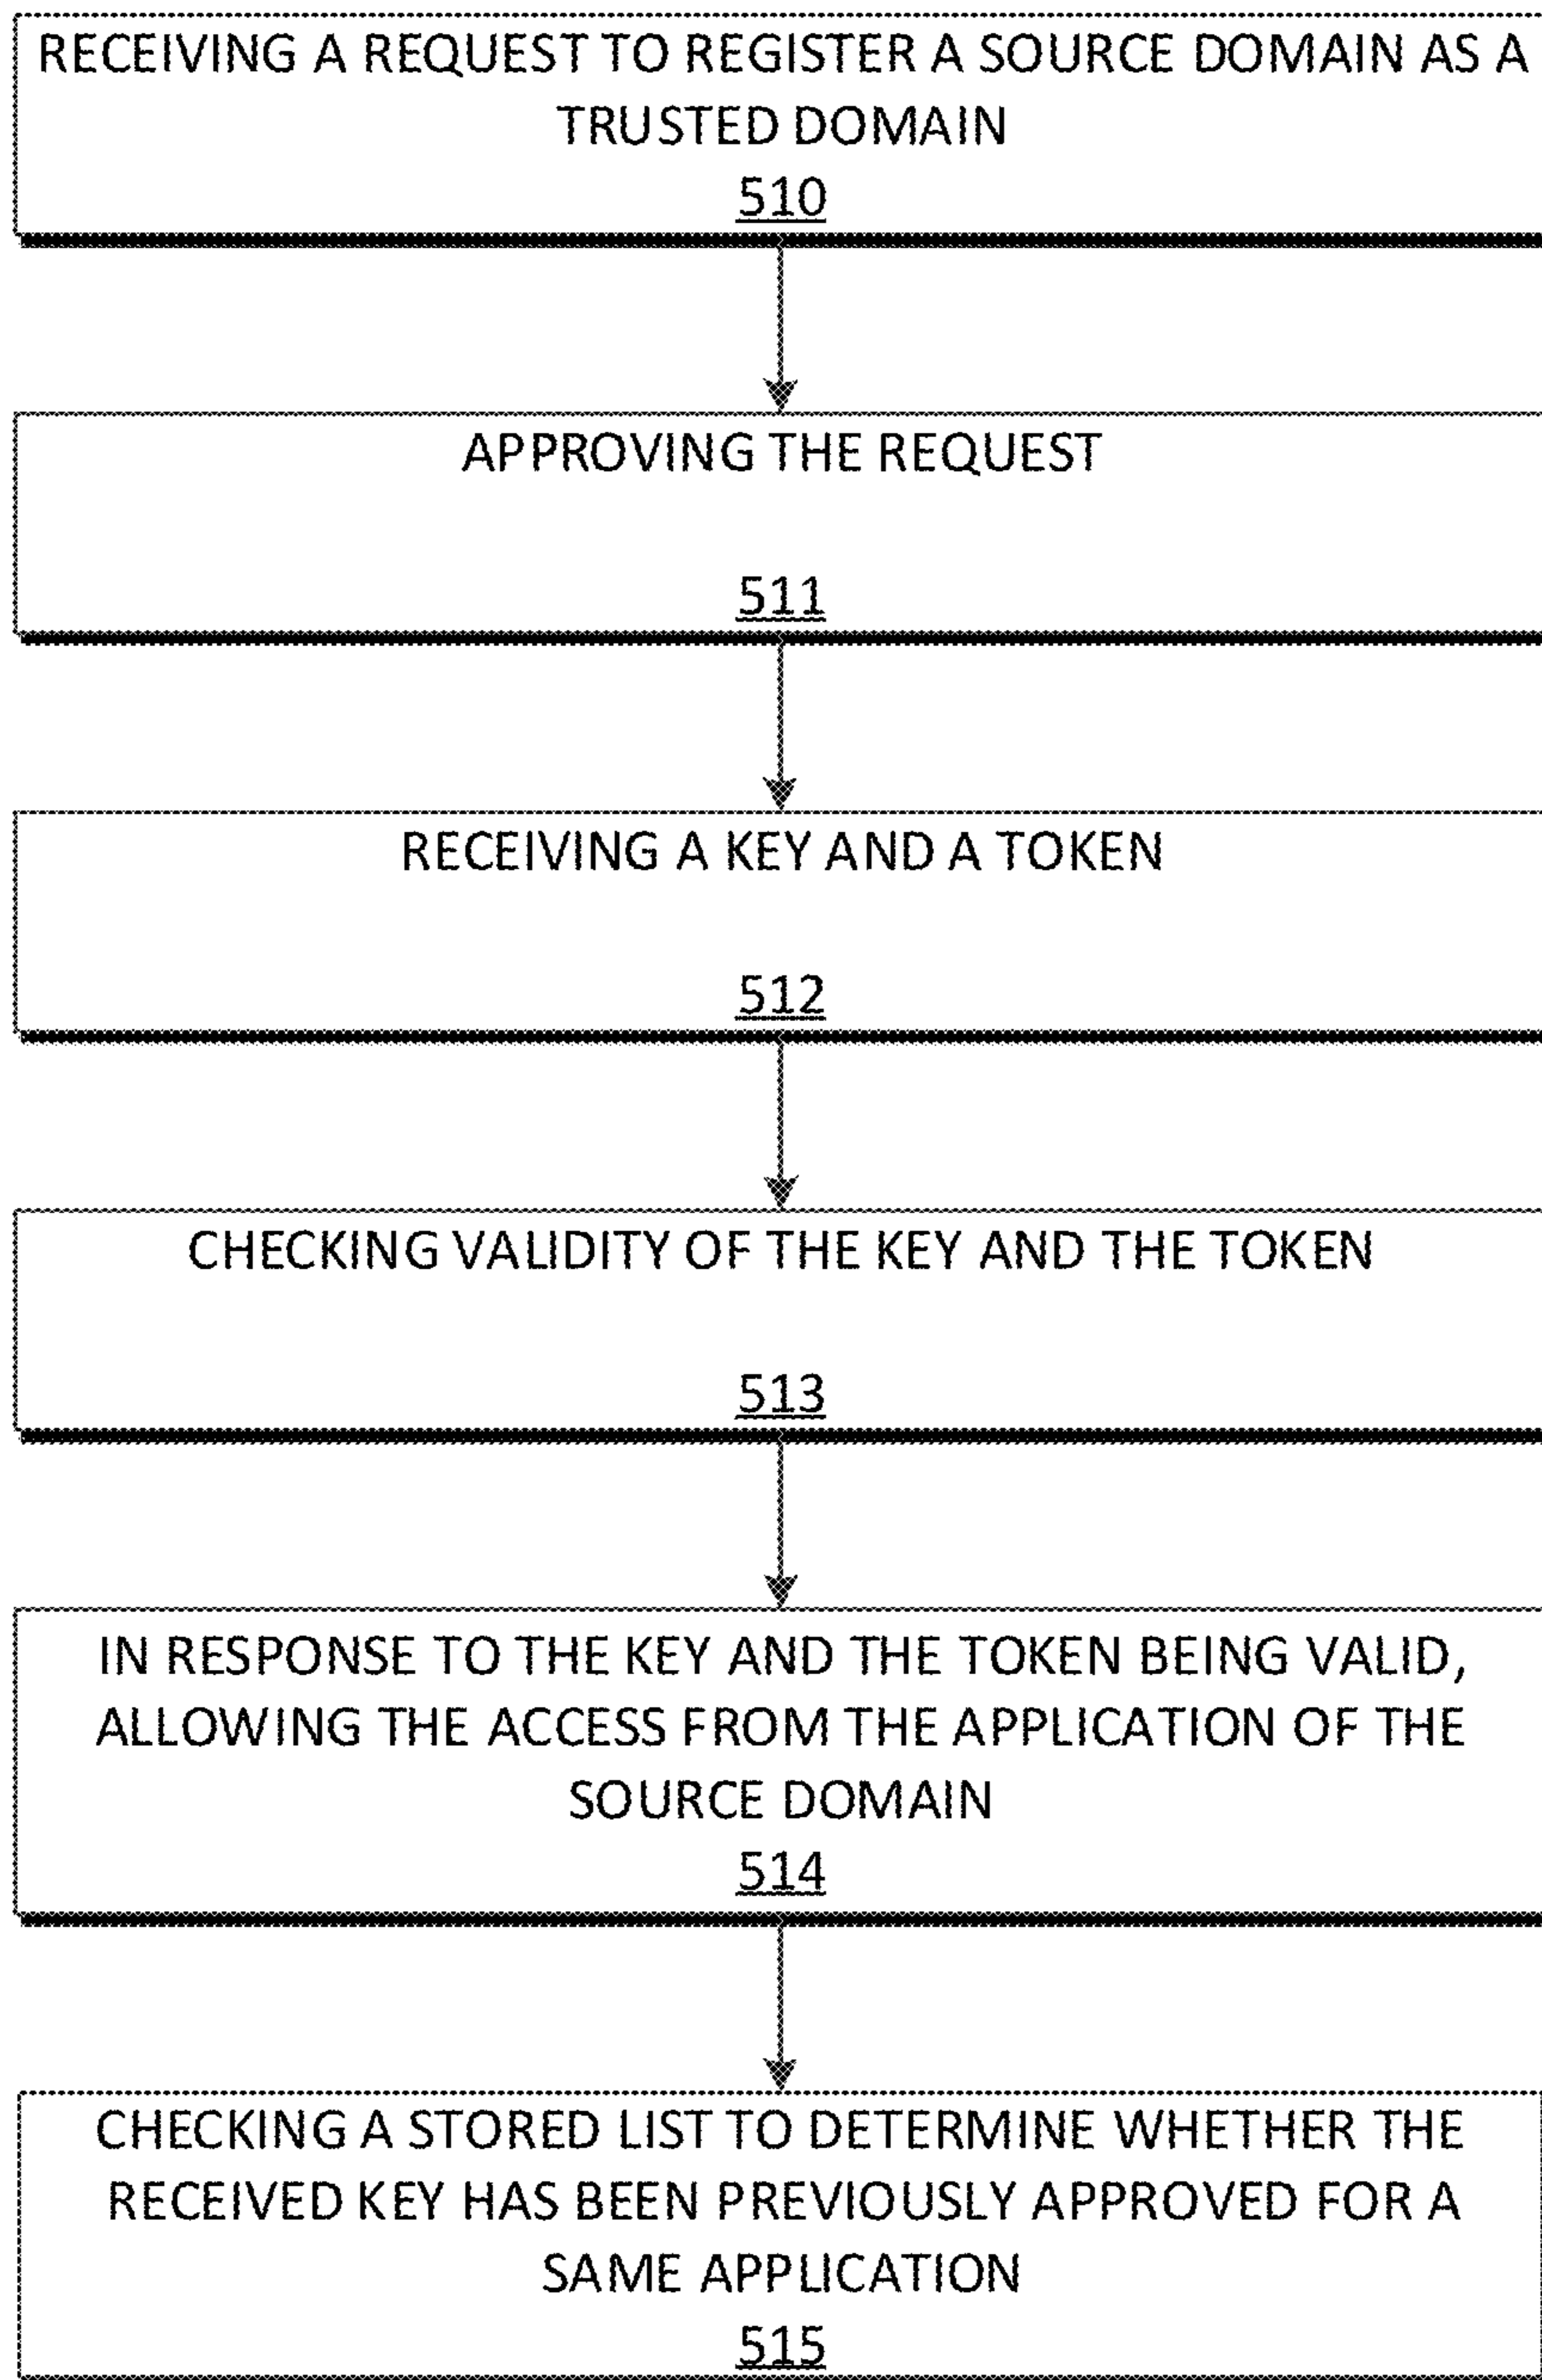 RECEIVING A REQUEST TO REGISTER A SOURCE DOMAIN AS A
TRUSTED DOMAIN
510
APPROVING THE REQUEST
511
RECEIVING A KEY AND A TOKEN
512
CHECKING VALIDITY OF THE KEY AND THE TOKEN
513
IN RESPONSE TO THE KEY AND THE TOKEN BEING VALID,
ALLOWING THE ACCESS FROM THE APPLICATION OF THE
SOURCE DOMAIN
514
CHECKING A STORED LIST TO DETERMINE WHETHER THE
RECEIVED KEY HAS BEEN PREVIOUSLY APPROVED FOR A
SAME APPLICATION
515